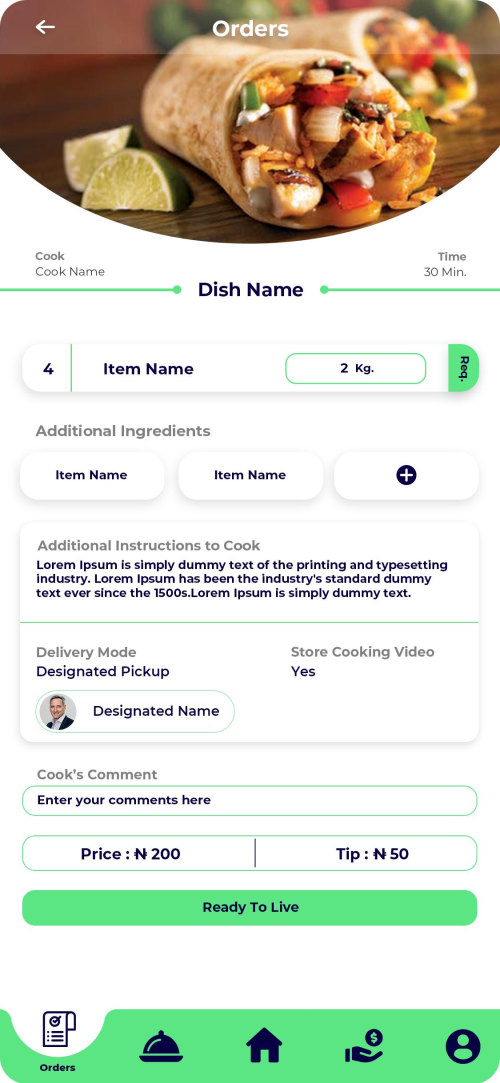 Orders
Cook
Time
Cook Name
30 Min.
Dish Name
4
Item Name
2 Kg.
Req.
Additional Ingredients
Item Name
Item Name
Additional Instructions to Cook
Lorem Ipsum is simply dummy text of the printing and typesetting
industry. Lorem Ipsum has been the industry's standard dummy
text ever since the 1500s.Lorem Ipsum is simply dummy text.
Delivery Mode
Store Cooking Video
Designated Pickup
Yes
Designated Name
Cook’s Comment
Enter your comments here
Price : ₦ 200
Tip : ₦ 50
Ready To Live
$
Orders